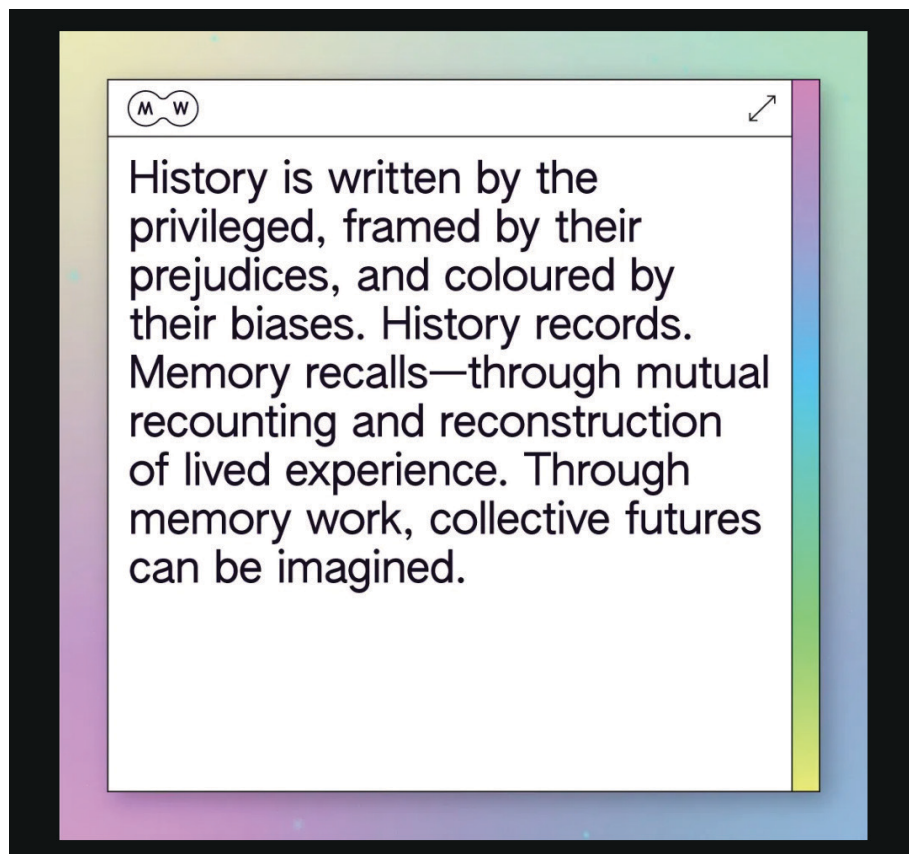 M W
History is written by the
privileged, framed by their
prejudices, and coloured by
their biases. History records.
Memory recalls—through mutual
recounting and reconstruction
of lived experience. Through
memory work, collective futures
can be imagined.